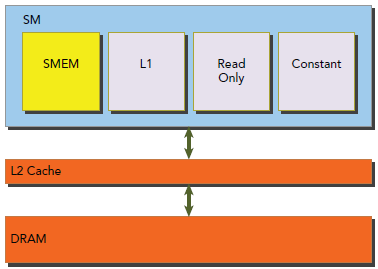 SM
SMEM
L1
Read
Only
Constant
L2 Cache
DRAM